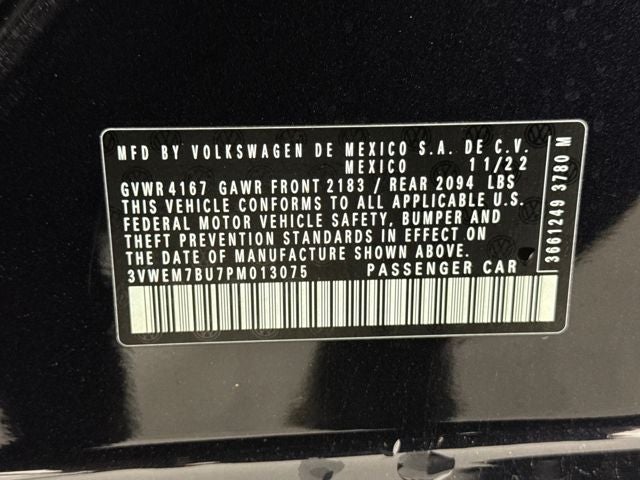 MFD BY VOLKSWAGEN DE MEXICO S.A. DE C.V.
MEXICO 11/22
GVWR 4167 GAWR FRONT 2183 / REAR 2094 LBS
THIS VEHICLE CONFORMS TO ALL APPLICABLE U.S.
FEDERAL MOTOR VEHICLE SAFETY, BUMPER AND
THEFT PREVENTION STANDARDS IN EFFECT ON
THE DATE OF MANUFACTURE SHOWN ABOVE.
3VWEM7BU7PM013075 PASSENGER CAR
3661249 3780 M